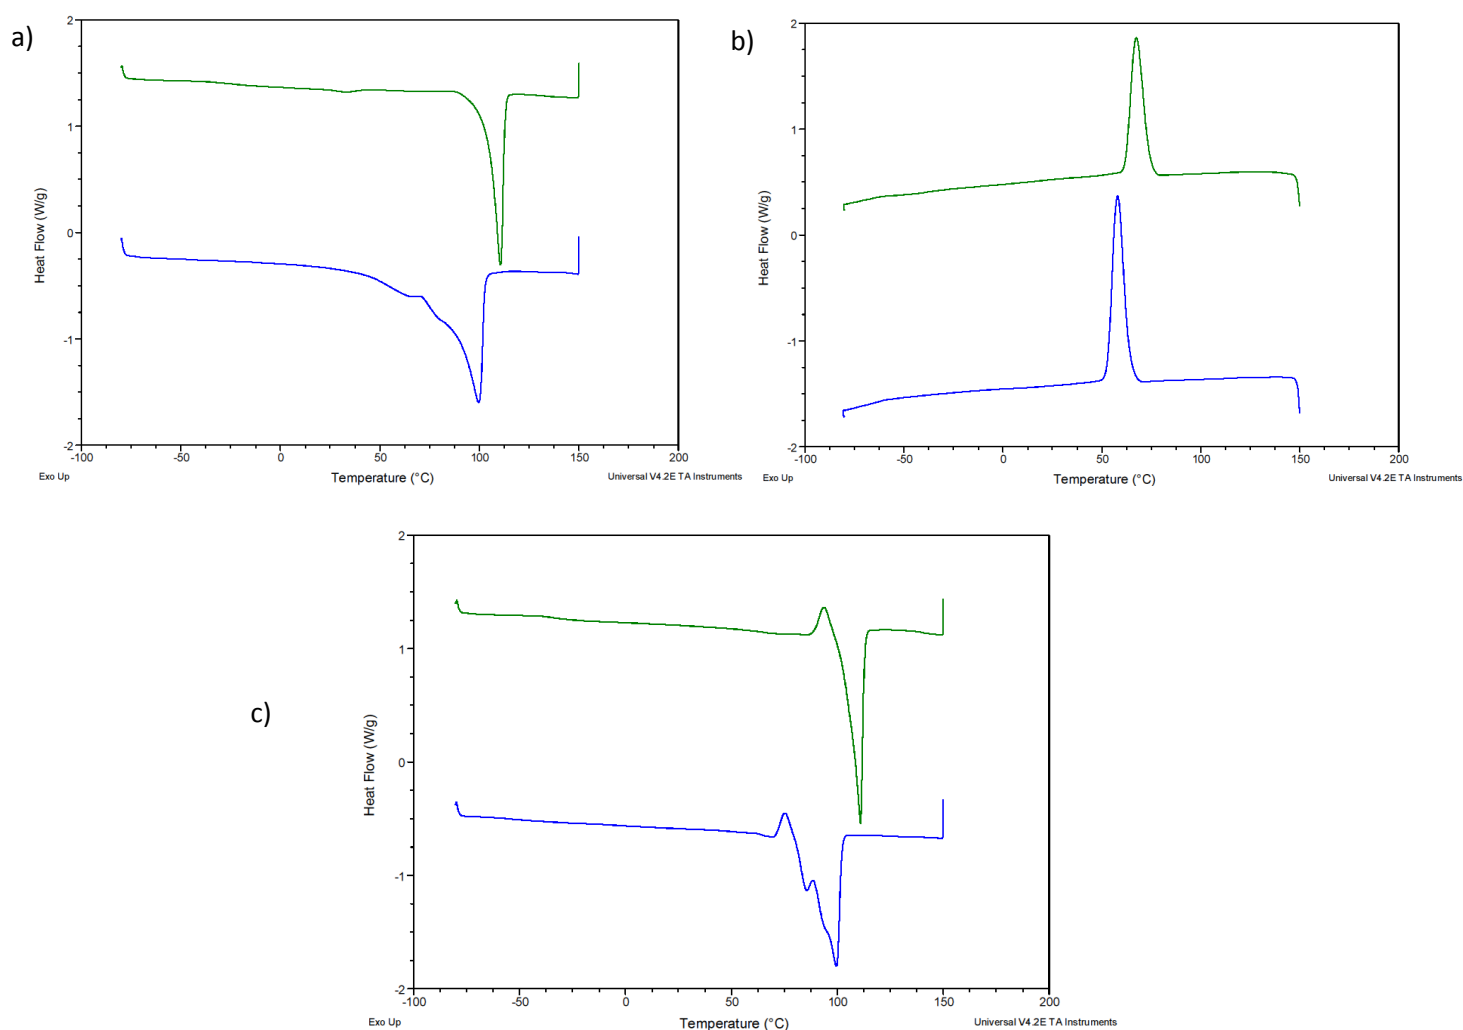 a)
2
1
0
-1
-2
Heat Flow (W/g)
-100 -50 0 50 100 150 200
Exo Up Temperature (°C) Universal V4.2E TA Instruments
b)
2
1
0
-1
-2
Heat Flow (W/g)
-100 -50 0 50 100 150 200
Exo Up Temperature (°C) Universal V4.2E TA Instruments
c)
2
1
0
-1
-2
Heat Flow (W/g)
-100 -50 0 50 100 150 200
Exo Up Temperature (°C) Universal V4.2E TA Instruments